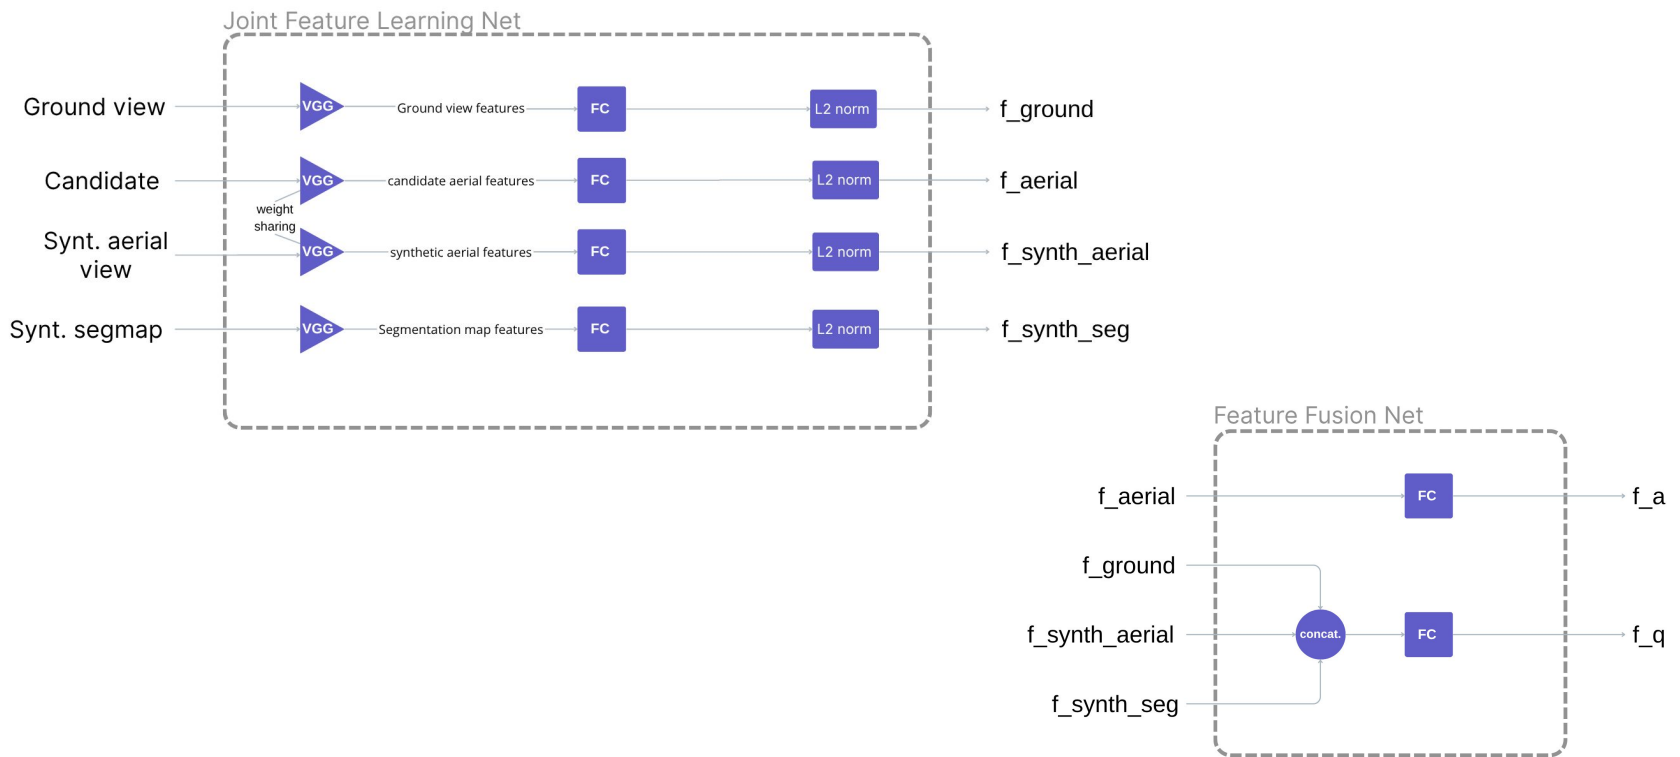 Joint Feature Learning Net
Ground view
VGG
Ground view features
FC
L2 norm
f_ground
Candidate
VGG
candidate aerial features
FC
L2 norm
f_aerial
weight
sharing
Synt. aerial
view
VGG
synthetic aerial features
FC
L2 norm
f_synth_aerial
Synt. segmap
VGG
Segmentation map features
FC
L2 norm
f_synth_seg
Feature Fusion Net
f_aerial
FC
f_a
f_ground
f_synth_aerial
concat.
FC
f_q
f_synth_seg